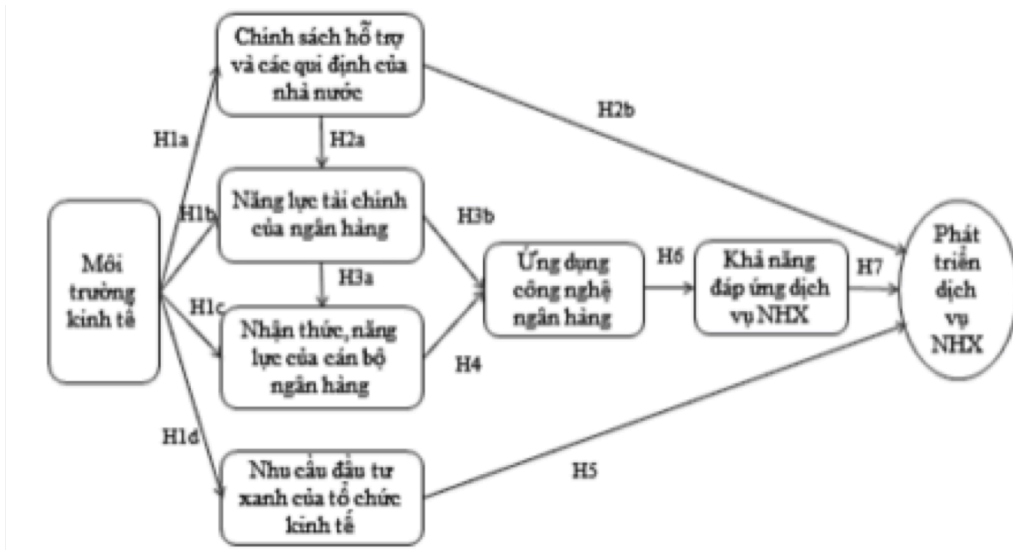 Chính sách hỗ trợ
và các qui định của
nhà nước
H2b
H1a
H2a
Năng lực tài chính
của ngân hàng
H1b
H3b
Môi
trường
kinh tế
H3a
Ứng dụng
công nghệ
ngân hàng
H6
Khả năng
đáp ứng dịch
vụ NHX
H7
Phát
triển
dịch
vụ
NHX
H1c
Nhận thức, năng
lực của cán bộ
ngân hàng
H4
H1d
Nhu cầu đầu tư
xanh của tổ chức
kinh tế
H5